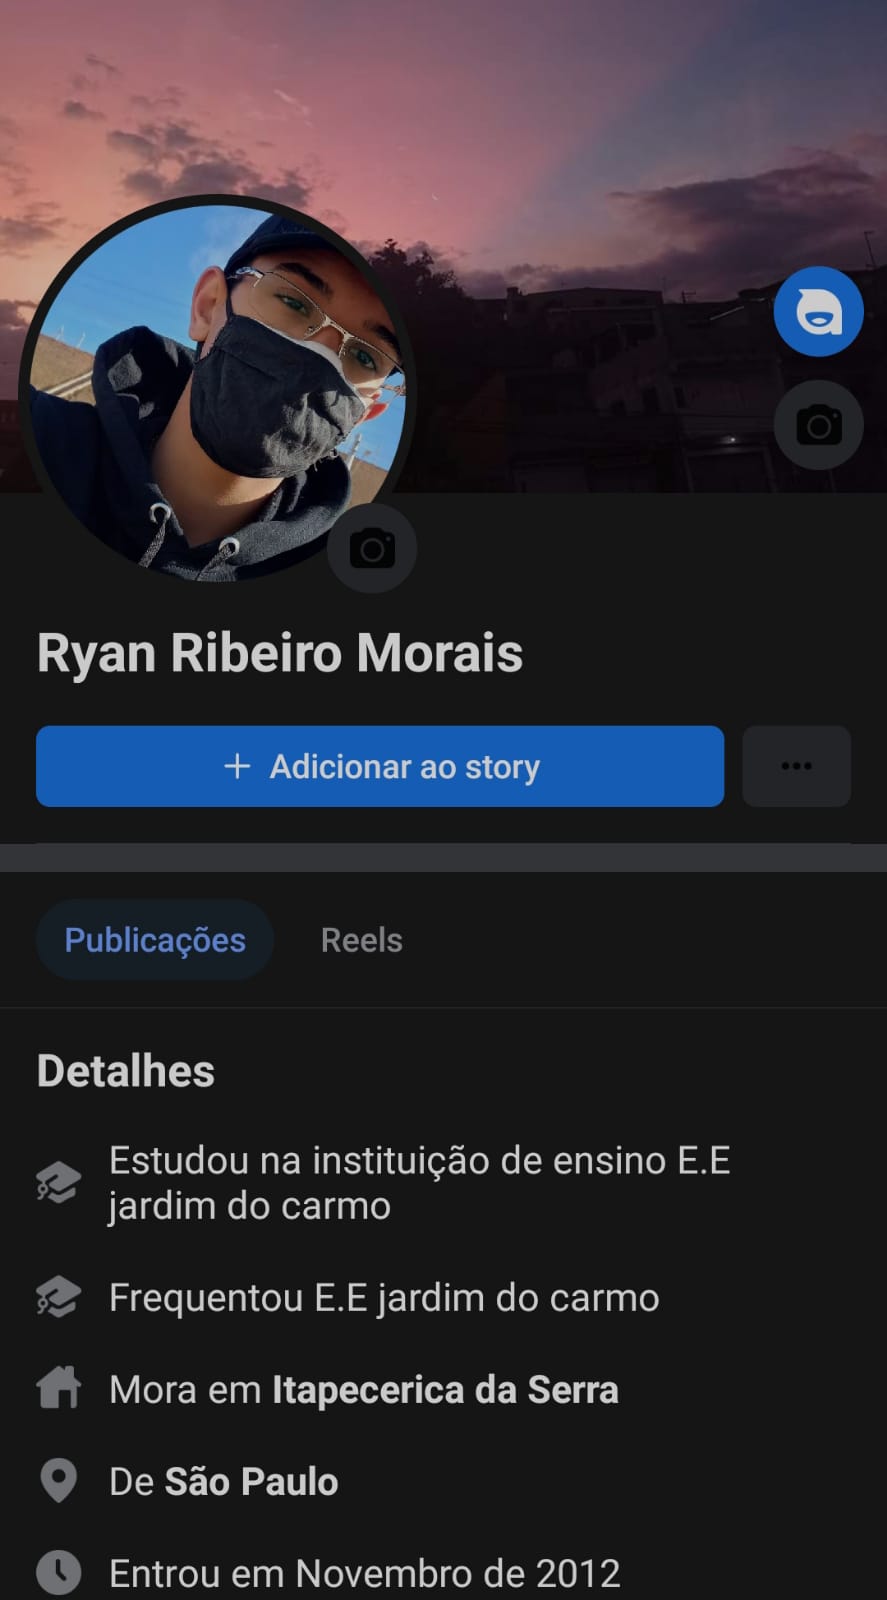 Ryan Ribeiro Morais
+ Adicionar ao story
Publicações
Reels
Detalhes
Estudou na instituição de ensino E.E
jardim do carmo
Frequentou E.E jardim do carmo
Mora em Itapecerica da Serra
De São Paulo
Entrou em Novembro de 2012